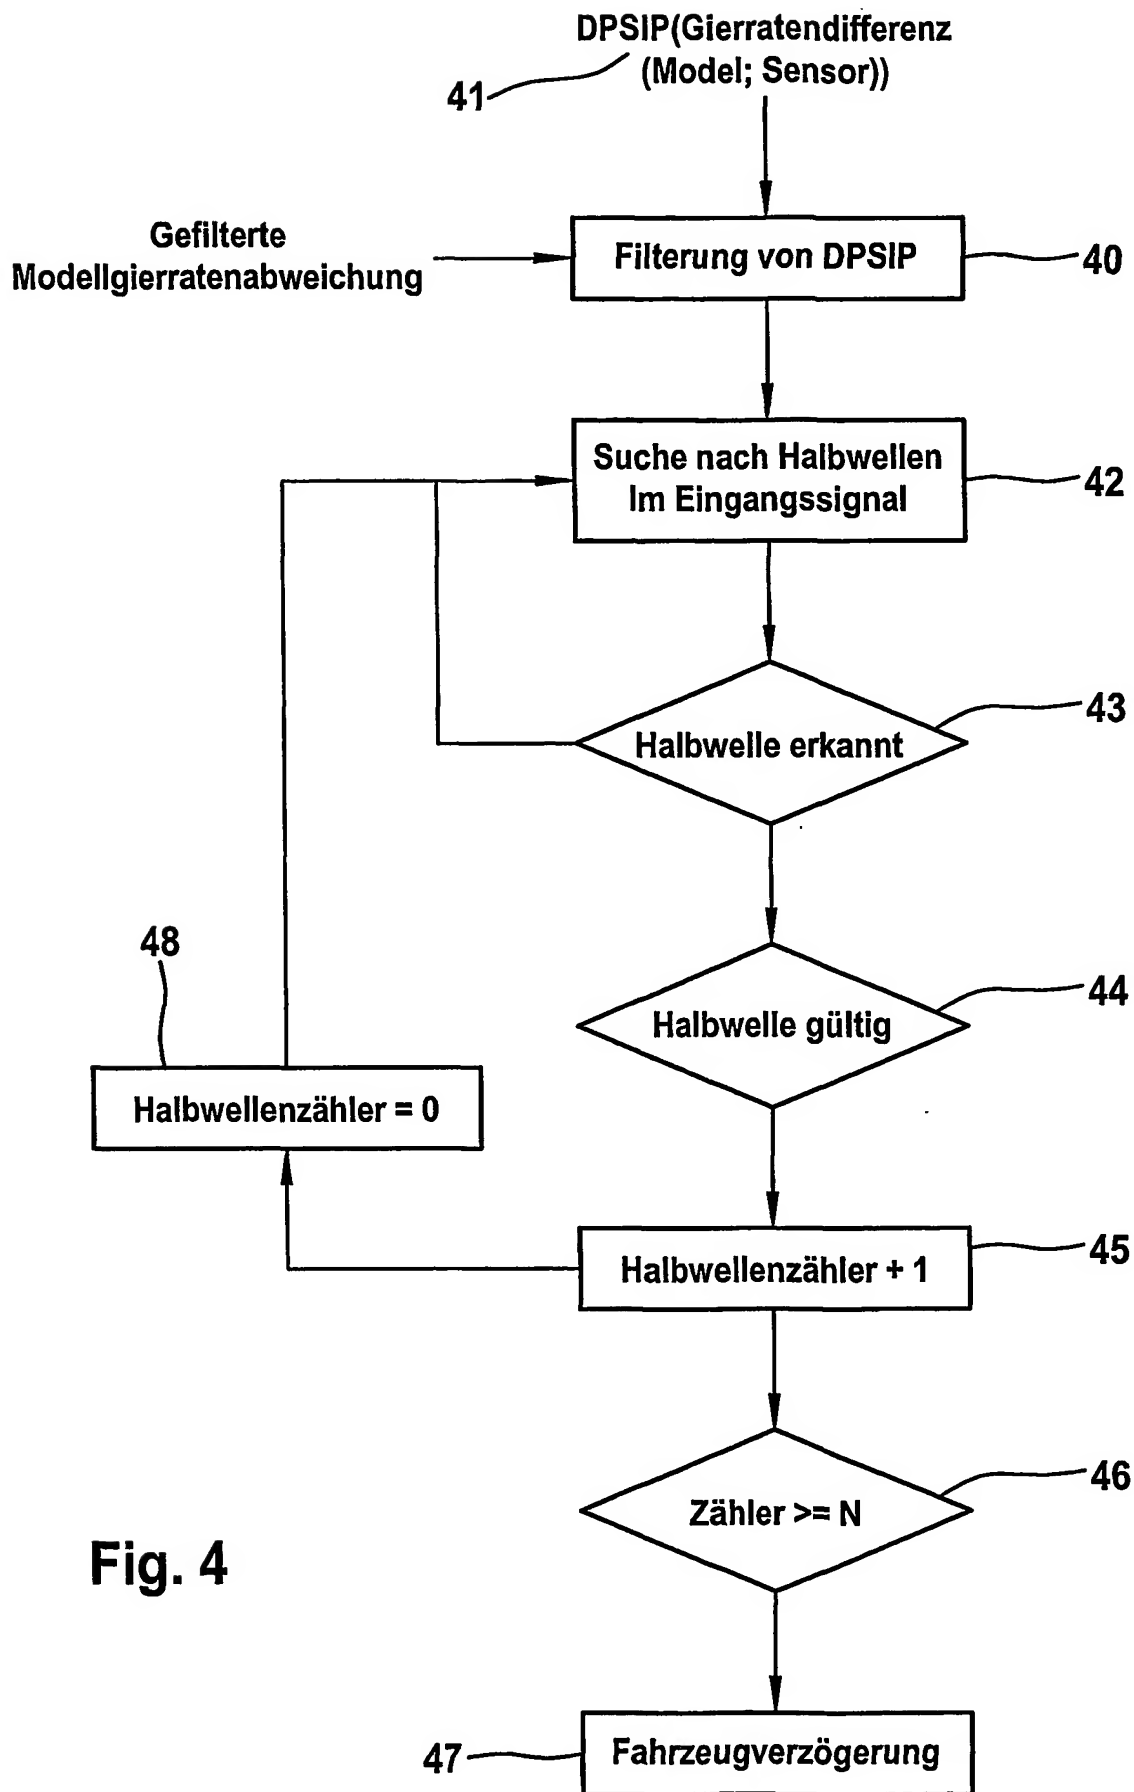 DPSIP(Gierratendifferenz
(Model; Sensor))
41
Gefilterte
Modellgierratenabweichung
Filterung von DPSIP
40
Suche nach Halbwellen
Im Eingangssignal
42
Halbwelle erkannt
43
Halbwelle gültig
44
48
Halbwellenzähler = 0
Halbwellenzähler + 1
45
Zähler >= N
46
Fig. 4
47
Fahrzeugverzögerung